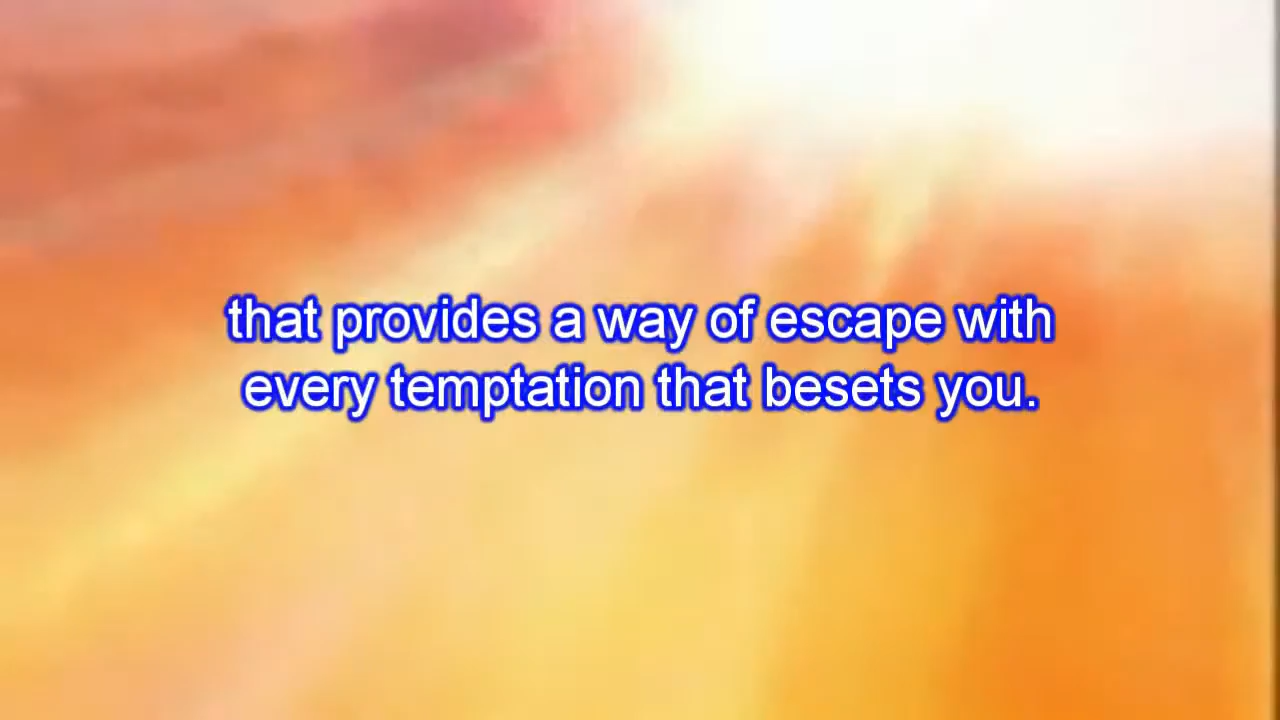 that provides a way of escape with
every temptation that besets you.